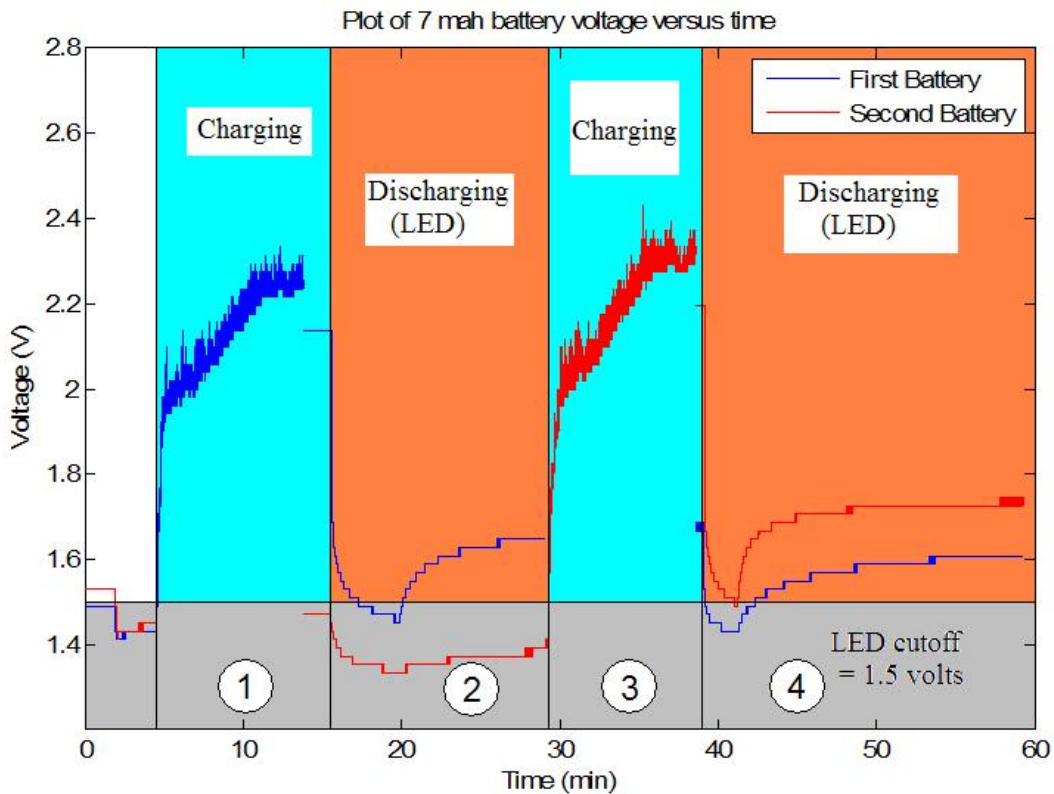 Plot of 7 mah battery voltage versus time
2.8
2.6
2.4
2.2
2
1.8
1.6
1.4
Voltage (V)
First Battery
Second Battery
Charging
Discharging
(LED)
Charging
Discharging
(LED)
LED cutoff
= 1.5 volts
1
2
3
4
0
10
20
30
40
50
60
Time (min)